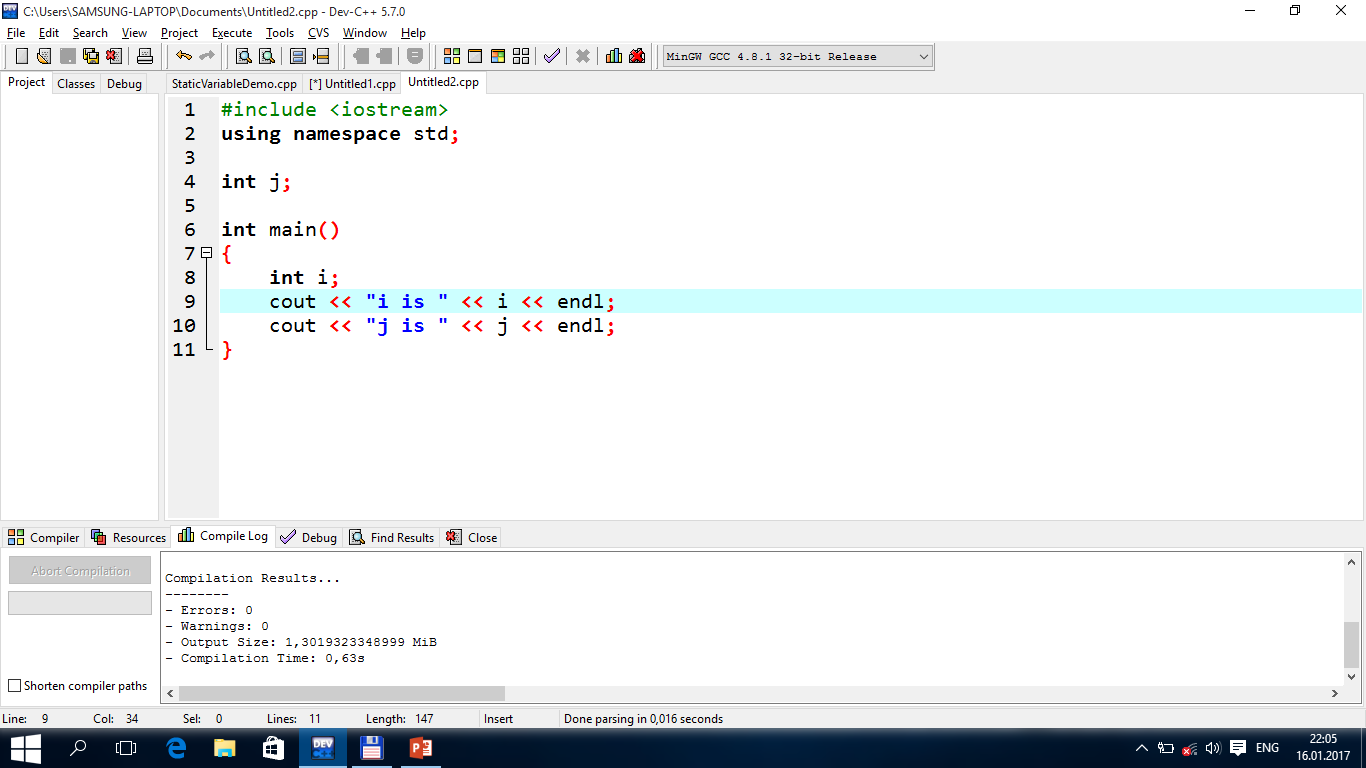 C:\Users\SAMSUNG-LAPTOP\Documents\Untitled2.cpp - Dev-C++ 5.7.0
File Edit Search View Project Execute Tools CVS Window Help
MinGW GCC 4.8.1 32-bit Release
Project Classes Debug
StaticVariableDemo.cpp [*] Untitled1.cpp Untitled2.cpp
1 #include <iostream>
2 using namespace std;
3
4 int j;
5
6 int main()
7 {
8 int i;
9 cout << "i is " << i << endl;
10 cout << "j is " << j << endl;
11 }
Compiler Resources Compile Log Debug Find Results Close
Abort Compilation
Shorten compiler paths
Compilation Results...
--------
- Errors: 0
- Warnings: 0
- Output Size: 1,3019323348999 MiB
- Compilation Time: 0,63s
Line: 9 Col: 34 Sel: 0 Lines: 11 Length: 147 Insert Done parsing in 0,016 seconds
DEV C++
ENG
22:05
16.01.2017